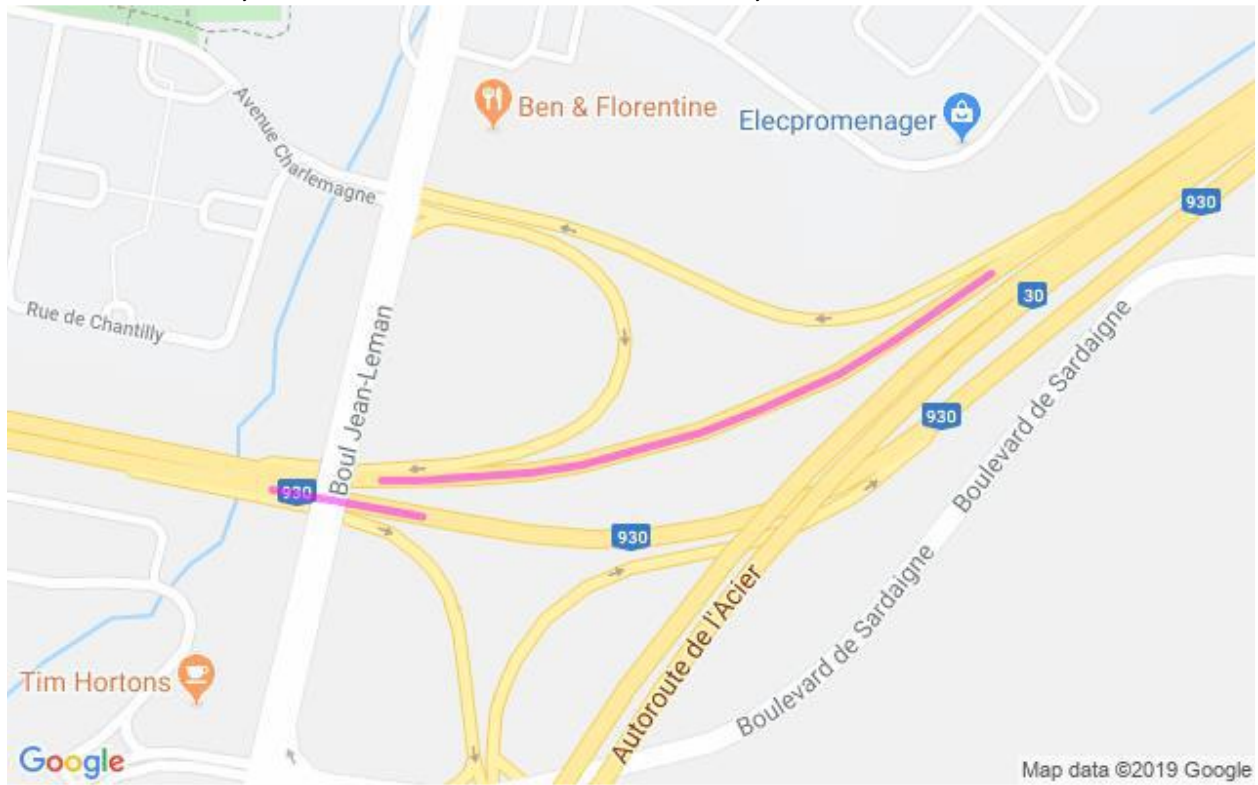 Ben & Florentine
Elecpromenager
Avenue Charlemagne
930
30
Rue de Chantilly
Boul Jean-Leman
930
Boulevard de Sardaigne
930
930
Autoroute de l'Acier
Boulevard de Sardaigne
Tim Hortons
Google
Map data ©2019 Google